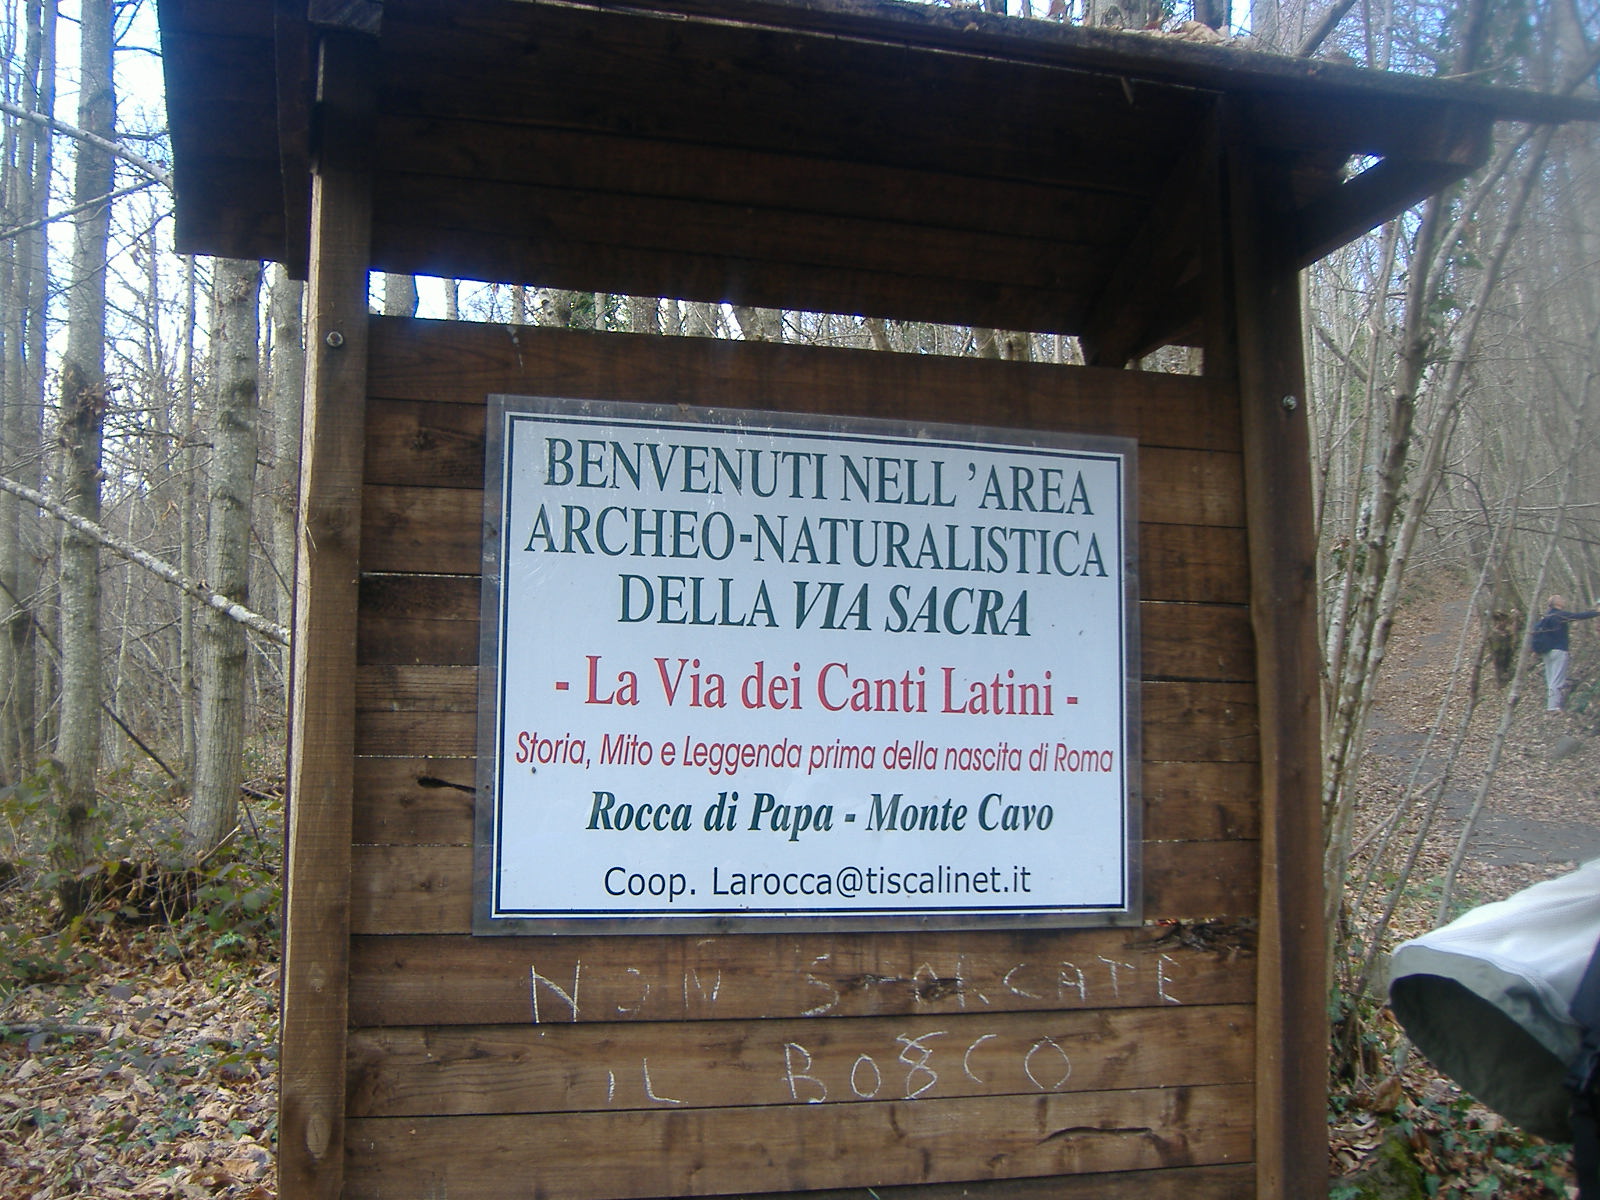 BENVENUTI NELL 'AREA
ARCHEO-NATURALISTICA
DELLA VIA SACRA
- La Via dei Canti Latini -
Storia, Mito e Leggenda prima della nascita di Roma
Rocca di Papa - Monte Cavo
Coop. Larocca@tiscalinet.it
NON SPORCATE
IL BOSCO